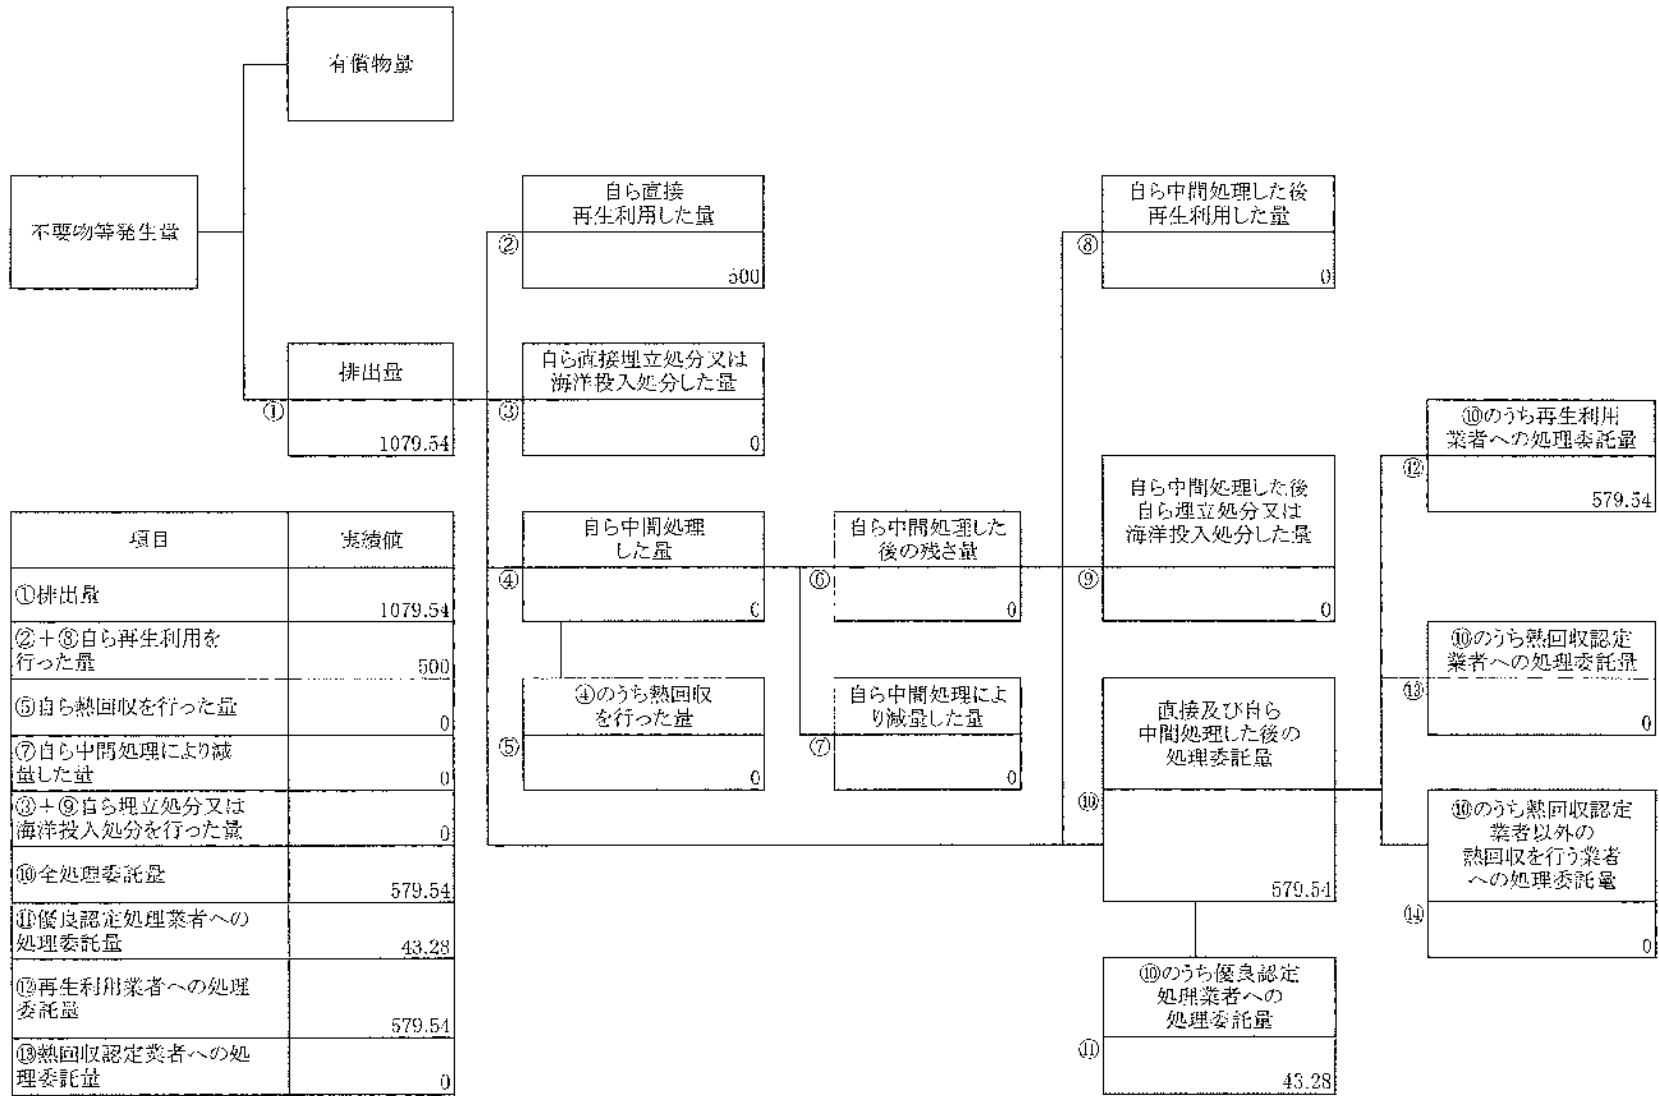 有償物量
不要物等発生量
自ら直接
再生利用した量
②
500
自ら中間処理した後
再生利用した量
⑧
0
排出量
①
1079.54
自ら直接埋立処分又は
海洋投入処分した量
③
0
⑩のうち再生利用
業者への処理委託量
⑫
579.54
自ら中間処理
した量
④
0
自ら中間処理した
後の残さ量
⑥
0
自ら中間処理した後
自ら埋立処分又は
海洋投入処分した量
⑨
0
⑩のうち熱回収認定
業者への処理委託量
⑬
0
④のうち熱回収
を行った量
⑤
0
自ら中間処理によ
り減量した量
⑦
0
直接及び自ら
中間処理した後の
処理委託量
⑩
579.54
⑩のうち熱回収認定
業者以外の
熱回収を行う業者
への処理委託量
⑭
0
⑩のうち優良認定
処理業者への
処理委託量
⑪
43.28
項目 実績値
①排出量 1079.54
②+⑧自ら再生利用を
行った量 500
⑤自ら熱回収を行った量 0
⑦自ら中間処理により減
量した量 0
③+⑨自ら埋立処分又は
海洋投入処分を行った量 0
⑩全処理委託量 579.54
⑪優良認定処理業者への
処理委託量 43.28
⑫再生利用業者への処理
委託量 579.54
⑬熱回収認定業者への処
理委託量 0